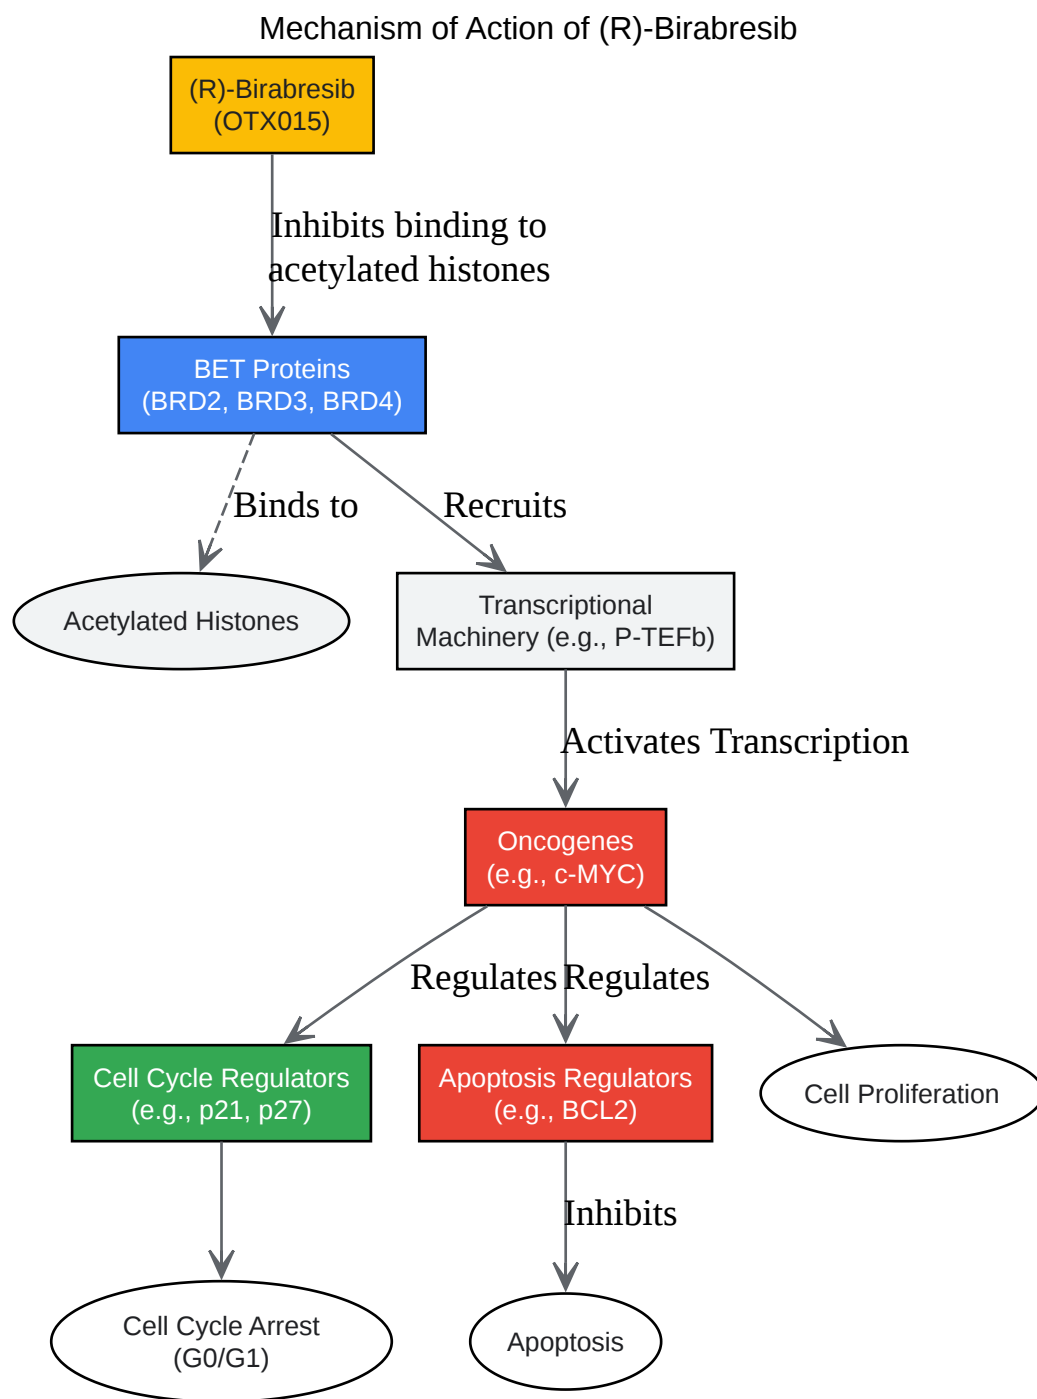 Mechanism of Action of (R)-Birabresib
(R)-Birabresib
(OTX015)
Inhibits binding to
acetylated histones
BET Proteins
(BRD2, BRD3, BRD4)
Binds to
Recruits
Acetylated Histones
Transcriptional
Machinery (e.g., P-TEFb)
Activates Transcription
Oncogenes
(e.g., c-MYC)
Regulates
Regulates
Cell Cycle Regulators
(e.g., p21, p27)
Apoptosis Regulators
(e.g., BCL2)
Cell Proliferation
Inhibits
Cell Cycle Arrest
(G0/G1)
Apoptosis